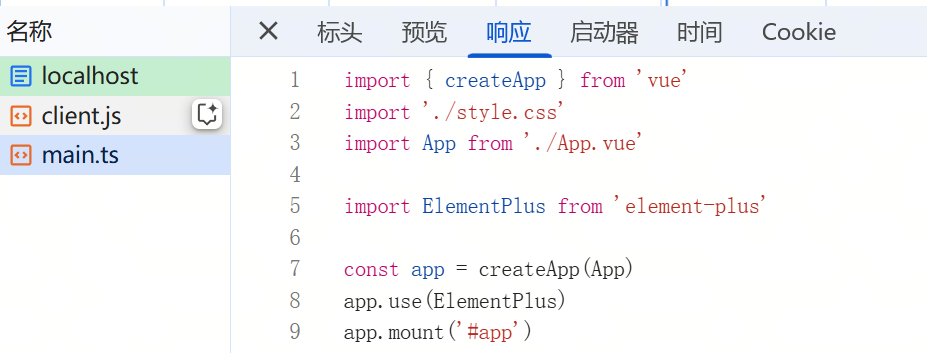 名称
标头 预览 响应 启动器 时间 Cookie
localhost
client.js
main.ts
1 import { createApp } from 'vue'
2 import './style.css'
3 import App from './App.vue'
4
5 import ElementPlus from 'element-plus'
6
7 const app = createApp(App)
8 app.use(ElementPlus)
9 app.mount('#app')